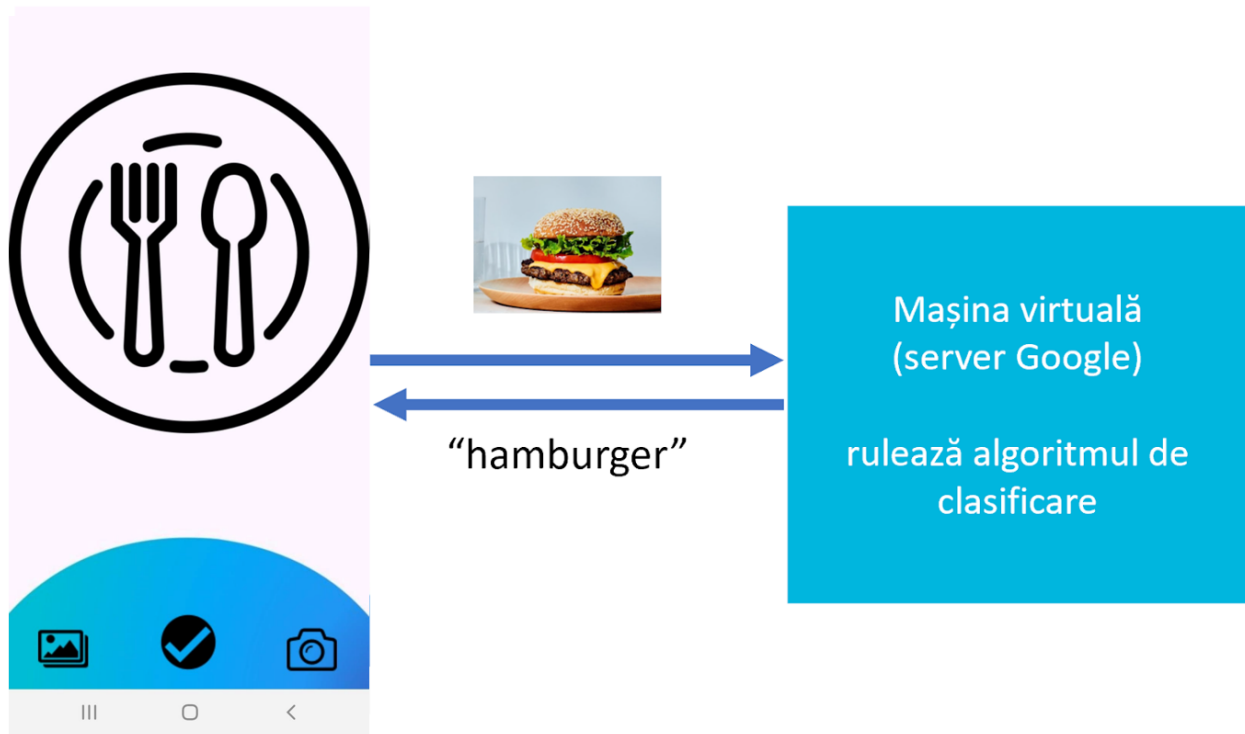 “hamburger”
Mașina virtuală
(server Google)
rulează algoritmul de
clasificare